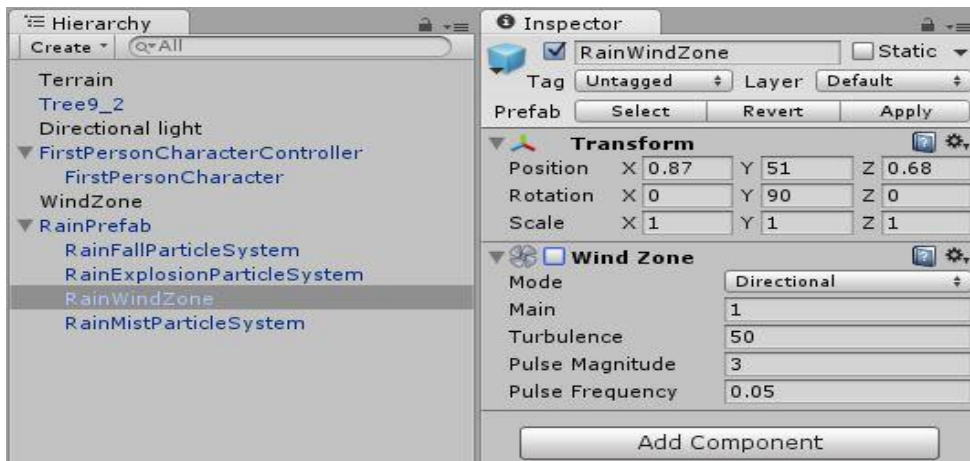 Hierarchy
Create All
Terrain
Tree9_2
Directional light
FirstPersonCharacterController
FirstPersonCharacter
WindZone
RainPrefab
RainFallParticleSystem
RainExplosionParticleSystem
RainWindZone
RainMistParticleSystem
Inspector
RainWindZone Static
Tag Untagged Layer Default
Prefab Select Revert Apply
Transform
Position X 0.87 Y 51 Z 0.68
Rotation X 0 Y 90 Z 0
Scale X 1 Y 1 Z 1
Wind Zone
Mode Directional
Main 1
Turbulence 50
Pulse Magnitude 3
Pulse Frequency 0.05
Add Component